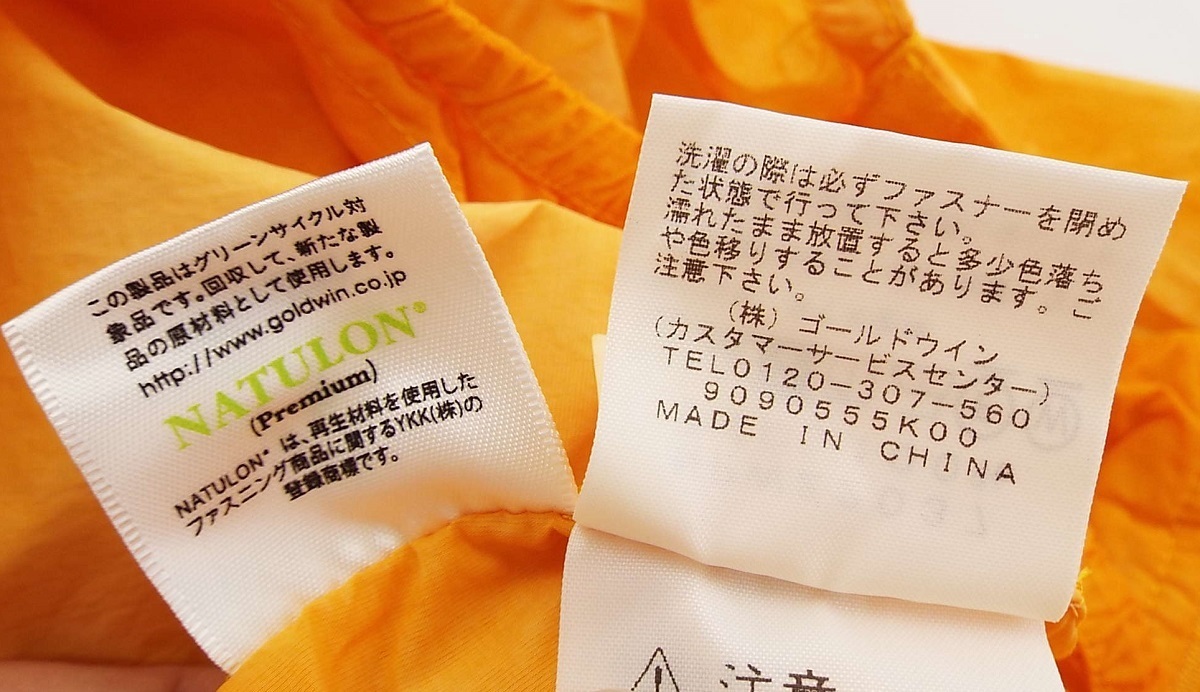 この製品はグリーンサイクル対
象品です。回収して、新たな製
品の原材料として使用します。
http://www.goldwin.co.jp
NATULON®
(Premium)
NATULON® は、再生材料を使用した
ファスニング商品に関するYKK(株)の
登録商標です。
洗濯の際は必ずファスナーを閉め
た状態で行って下さい。
濡れたまま放置すると多少色落ち
や色移りすることがあります。ご
注意下さい。
(株)ゴールドウイン
(カスタマーサービスセンター)
TEL0120-307-560
9090555K00
MADE IN CHINA
注意